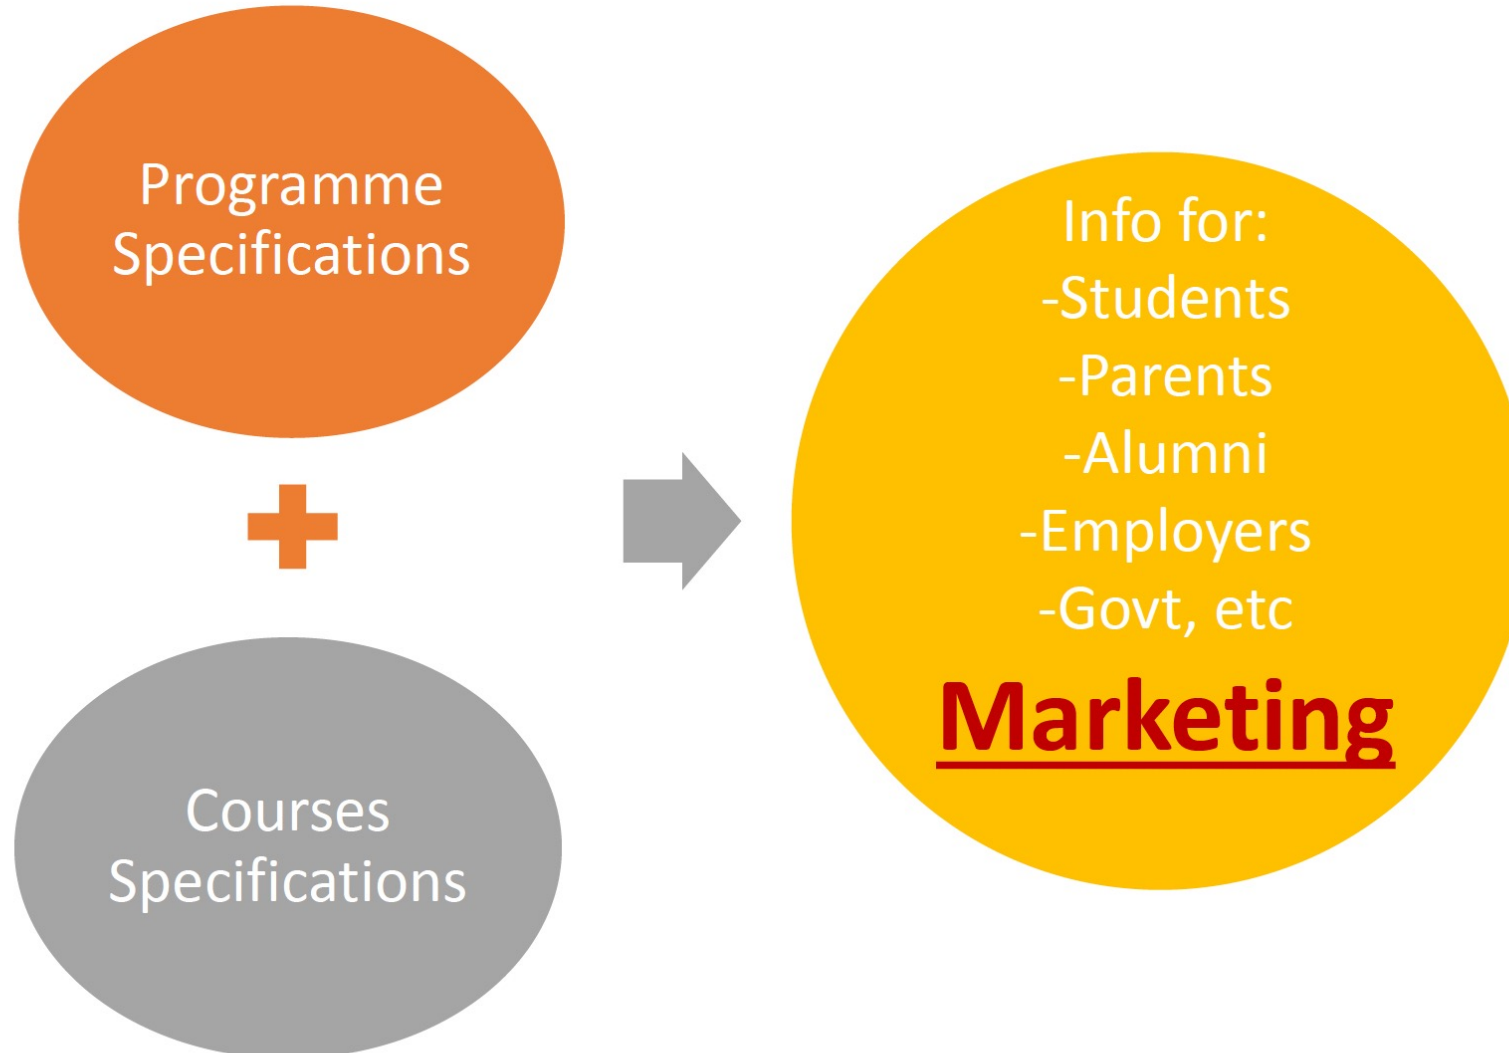 Programme
Specifications
Courses
Specifications
Info for:
-Students
-Parents
-Alumni
-Employers
-Govt, etc
Marketing